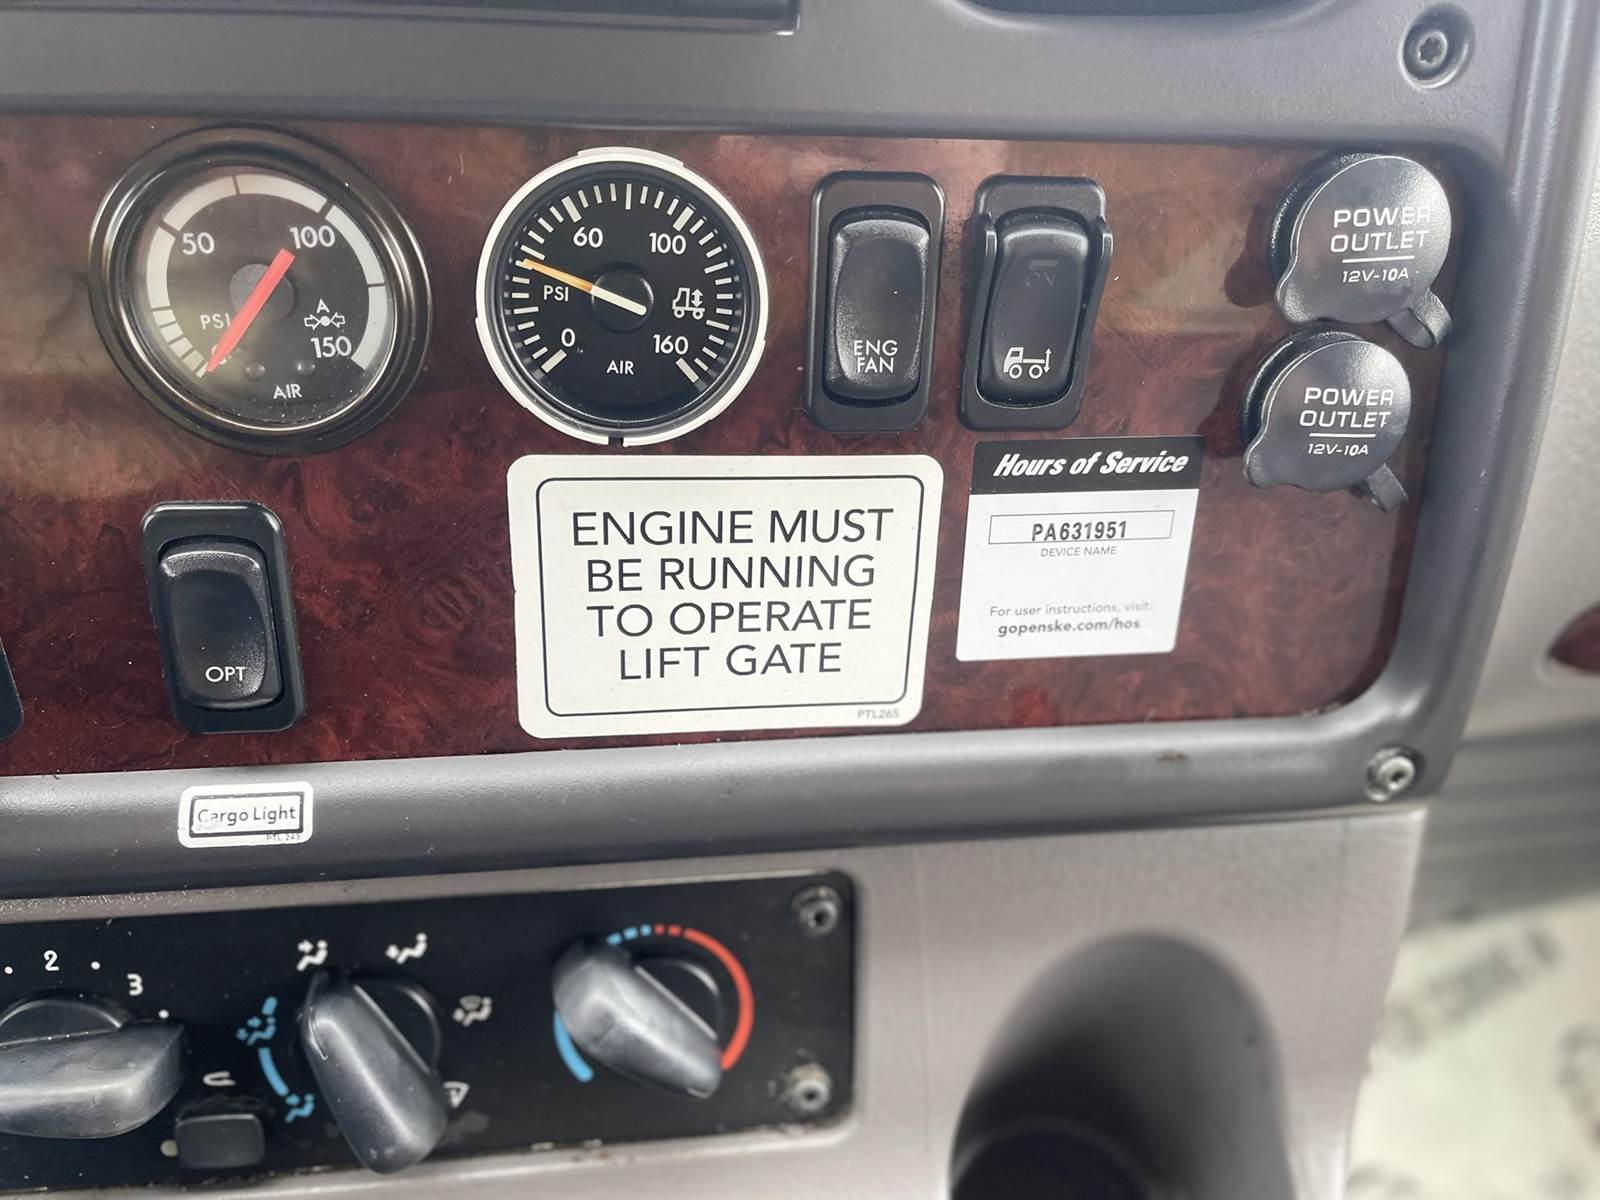 50
100
PSI
150
AIR
60
100
PSI
0
160
AIR
ENG
FAN
POWER
OUTLET
12V-10A
POWER
OUTLET
12V-10A
OPT
ENGINE MUST
BE RUNNING
TO OPERATE
LIFT GATE
PTL265
Hours of Service
PA631951
DEVICE NAME
For user instructions, visit:
gopenske.com/hos
Cargo Light
PTL 245
2
3